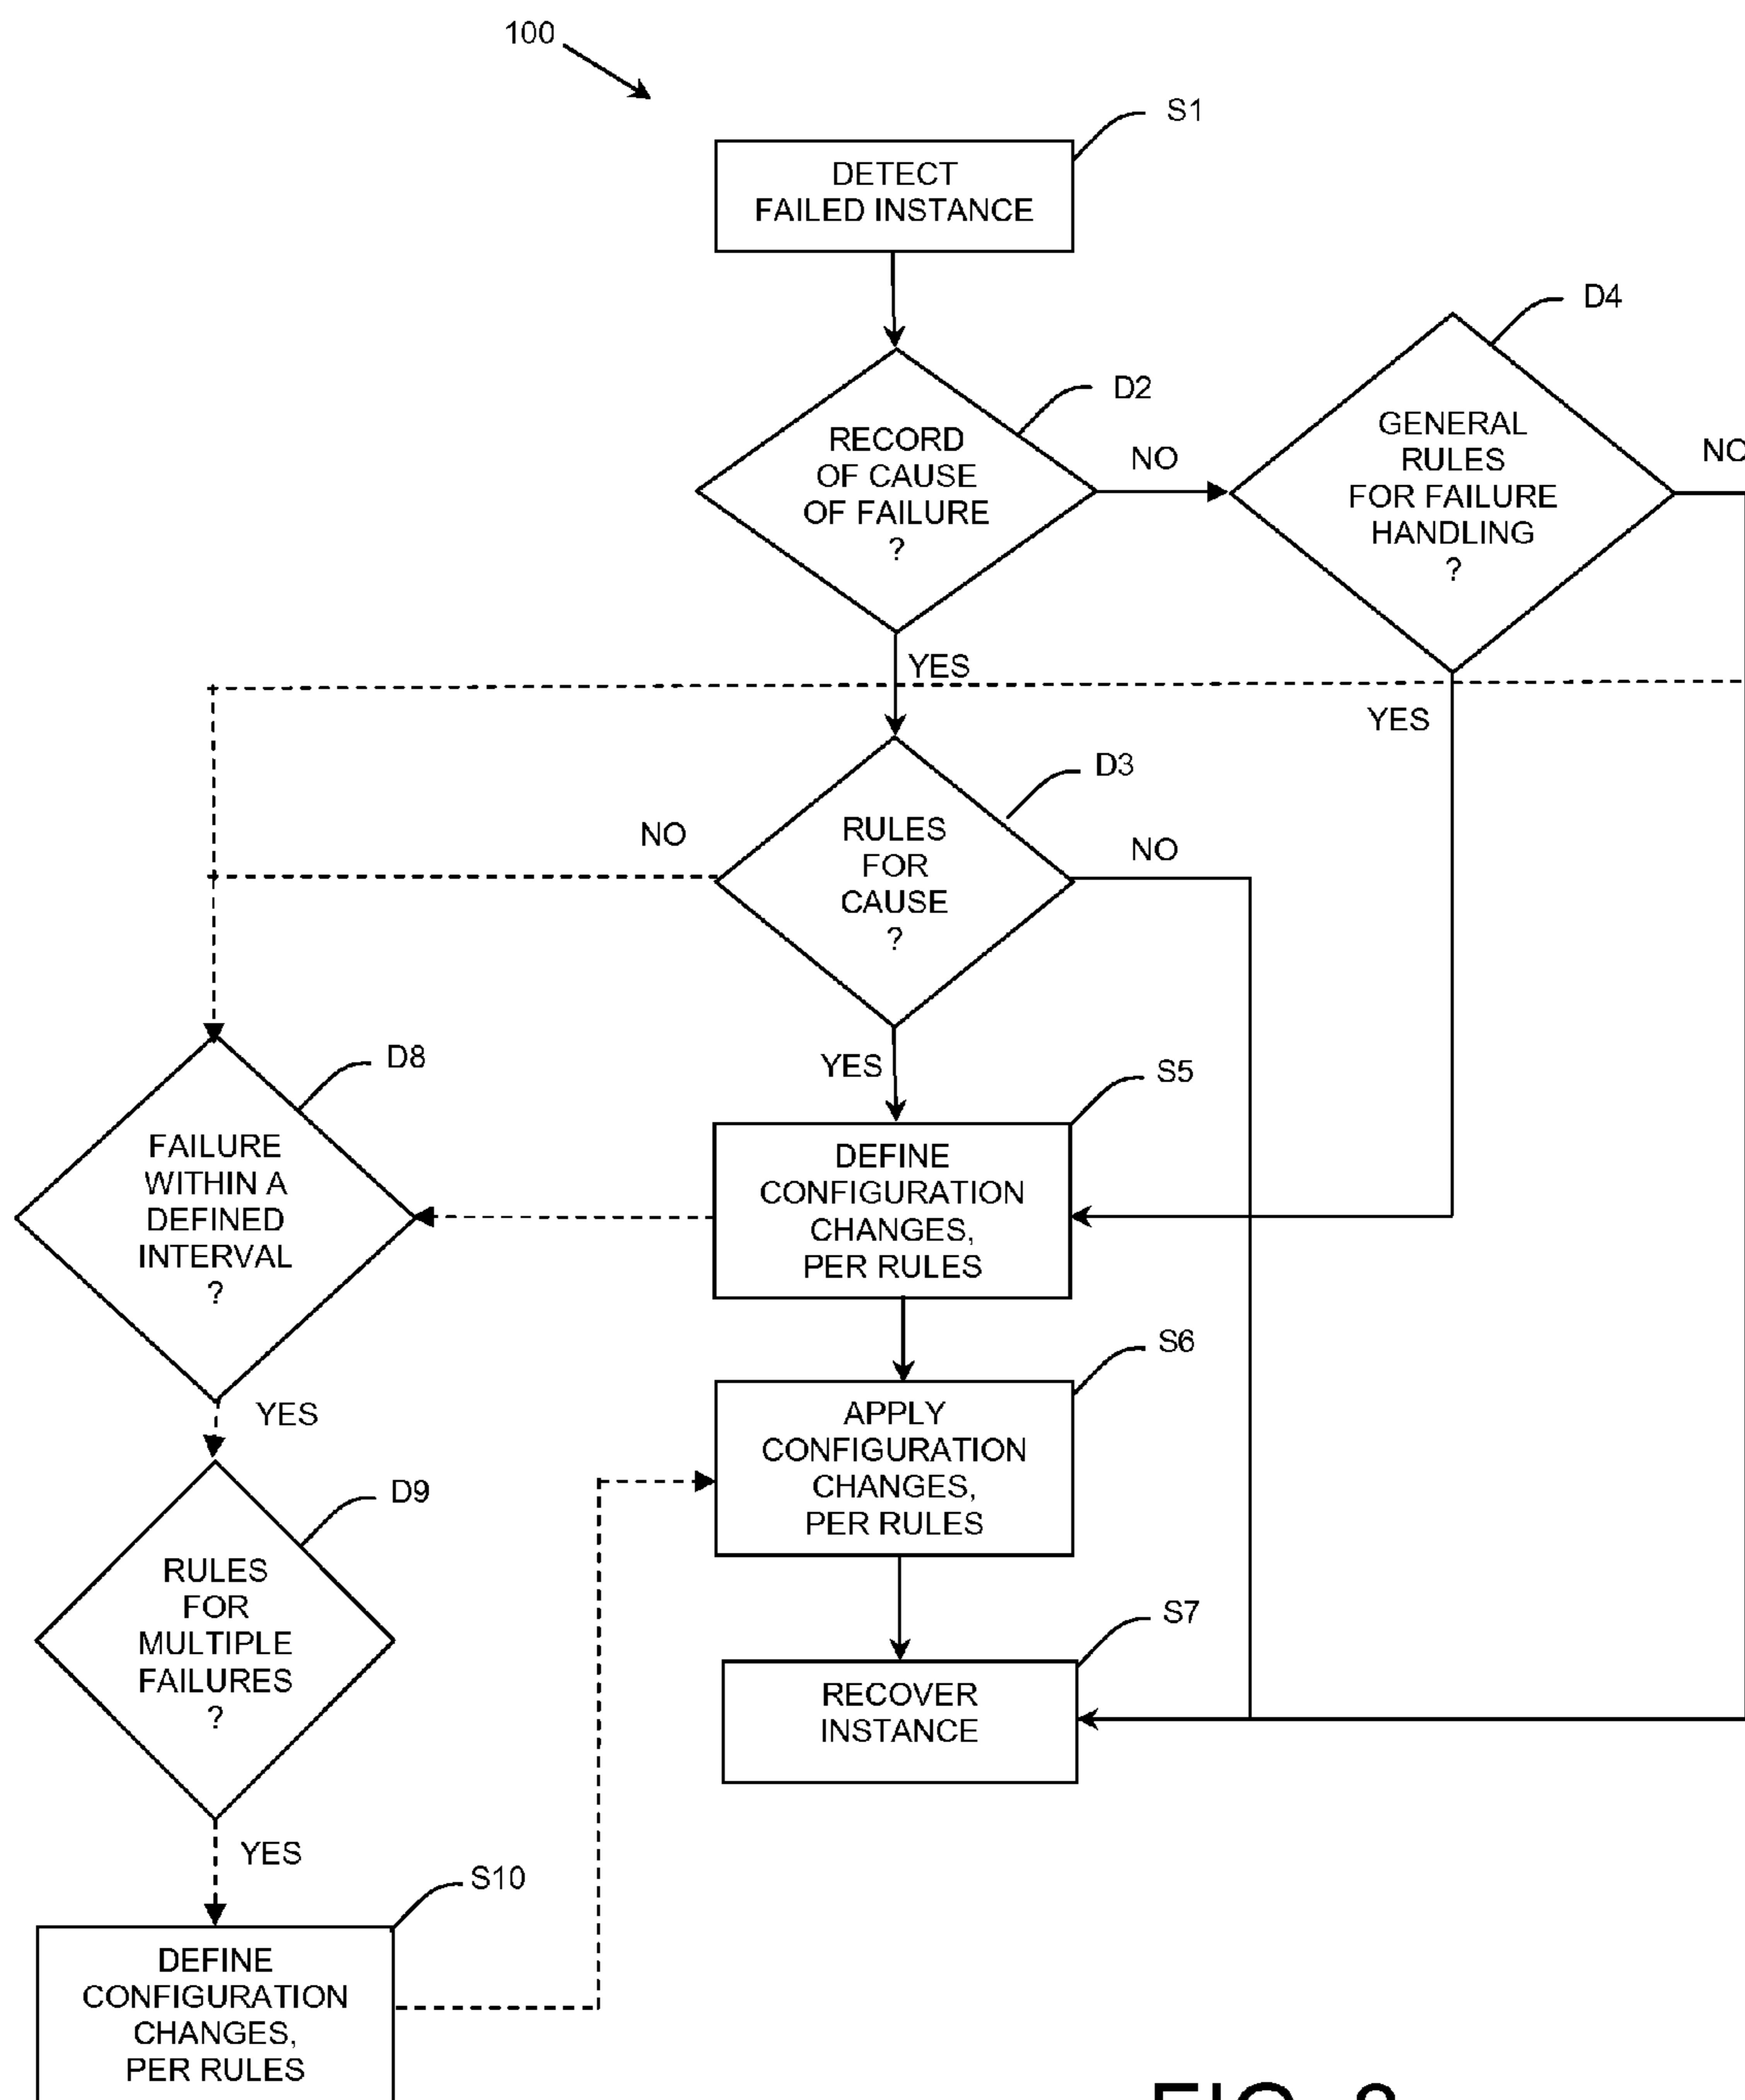 100
S1
DETECT
FAILED INSTANCE
D4
D2
RECORD
OF CAUSE
OF FAILURE
?
NO
GENERAL
RULES
FOR FAILURE
HANDLING
?
NO
YES
YES
D3
NO
RULES
FOR
CAUSE
?
NO
D8
YES
S5
FAILURE
WITHIN A
DEFINED
INTERVAL
?
DEFINE
CONFIGURATION
CHANGES,
PER RULES
S6
YES
APPLY
CONFIGURATION
CHANGES,
PER RULES
D9
RULES
FOR
MULTIPLE
FAILURES
?
S7
RECOVER
INSTANCE
YES
S10
DEFINE
CONFIGURATION
CHANGES,
PER RULES